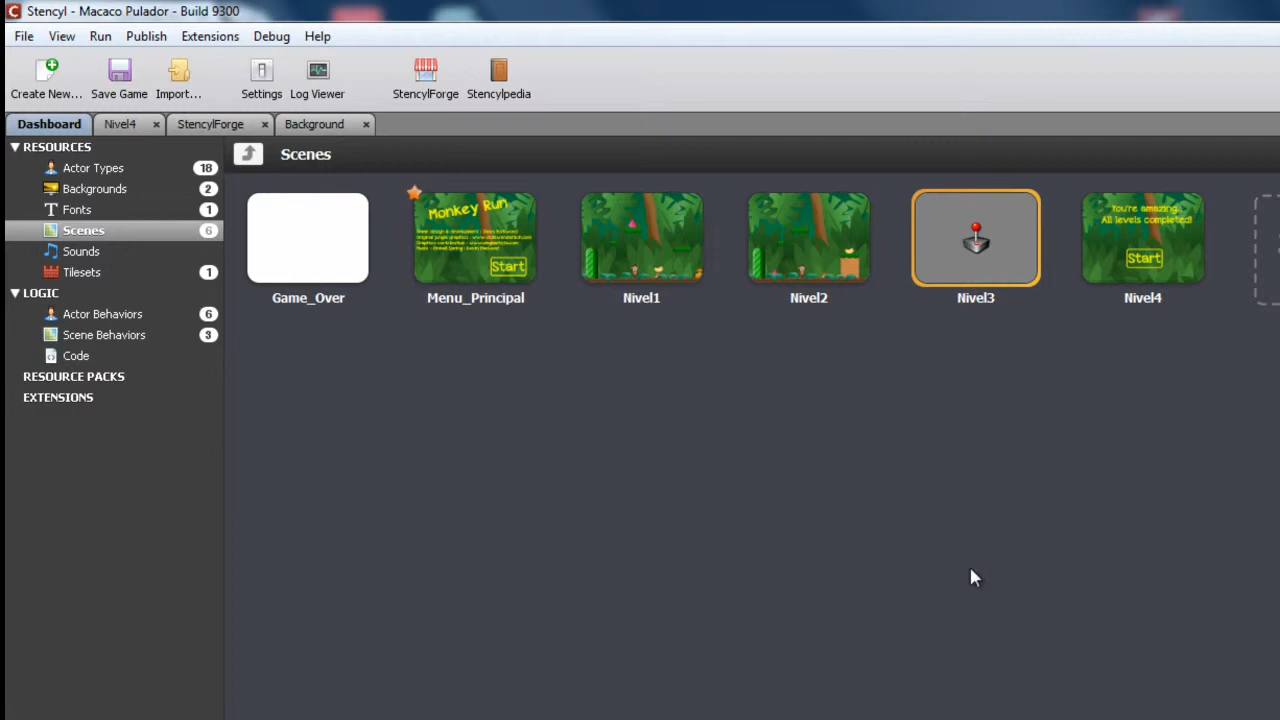 Stencyl - Macaco Pulador - Build 9300
File View Run Publish Extensions Debug Help
Create New... Save Game Import... Settings Log Viewer StencylForge Stencylpedia
Dashboard Nivel4 StencylForge Background
RESOURCES
Actor Types 18
Backgrounds 2
Fonts 1
Scenes 6
Sounds
Tilesets 1
LOGIC
Actor Behaviors 6
Scene Behaviors 3
Code
RESOURCE PACKS
EXTENSIONS
Scenes
Monkey Run
Start
You're amazing.
All levels completed!
Start
Game_Over Menu_Principal Nivel1 Nivel2 Nivel3 Nivel4